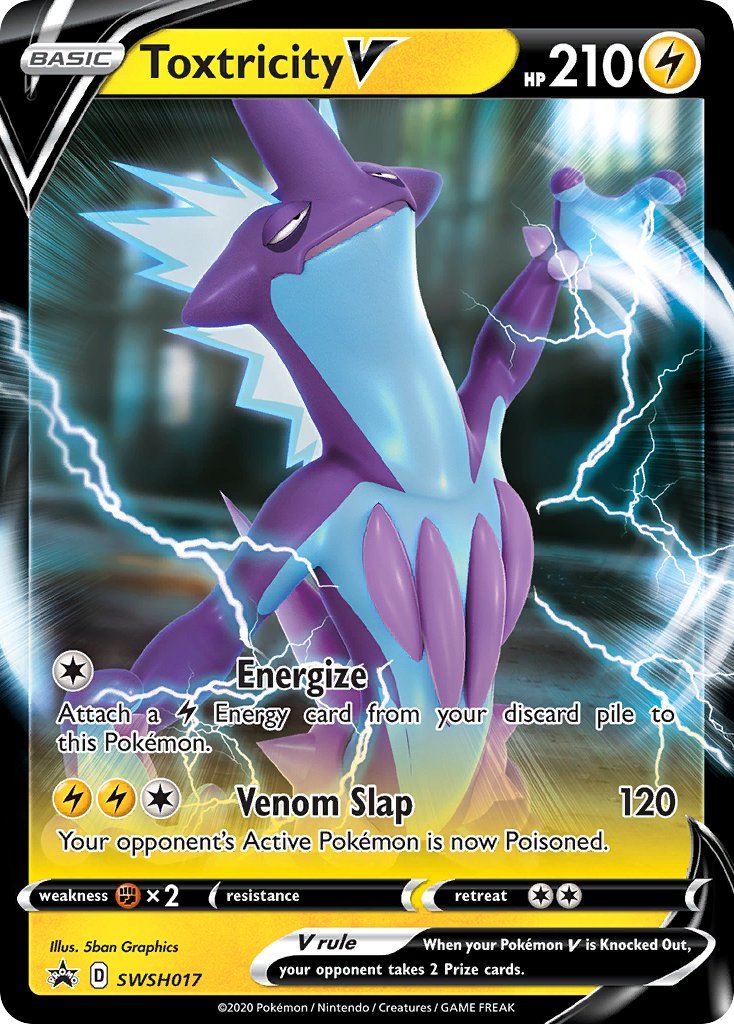 BASIC
Toxtricity V
HP 210
Energize
Attach a Energy card from your discard pile to
this Pokémon.
Venom Slap 120
Your opponent's Active Pokémon is now Poisoned.
weakness ×2 resistance retreat
Illus. 5ban Graphics
V rule
When your Pokémon V is Knocked Out,
your opponent takes 2 Prize cards.
PROMO
D SWSH017
©2020 Pokémon / Nintendo / Creatures / GAME FREAK